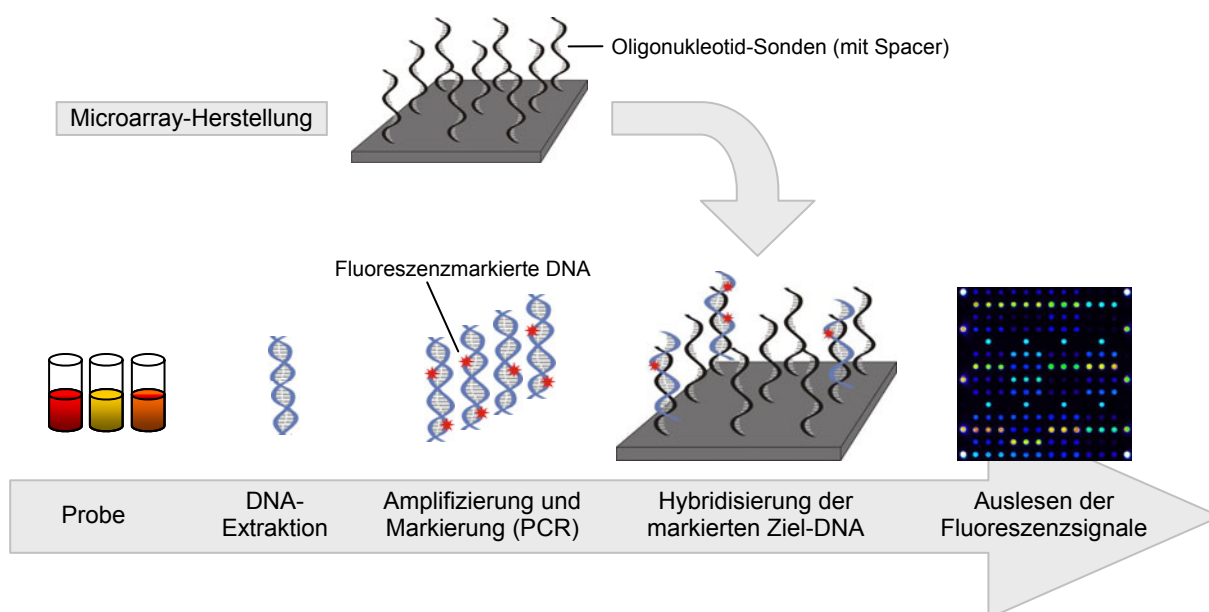 Oligonukleotid-Sonden (mit Spacer)
Microarray-Herstellung
Fluoreszenzmarkierte DNA
Probe
DNA-
Extraktion
Amplifizierung und
Markierung (PCR)
Hybridisierung der
markierten Ziel-DNA
Auslesen der
Fluoreszenzsignale